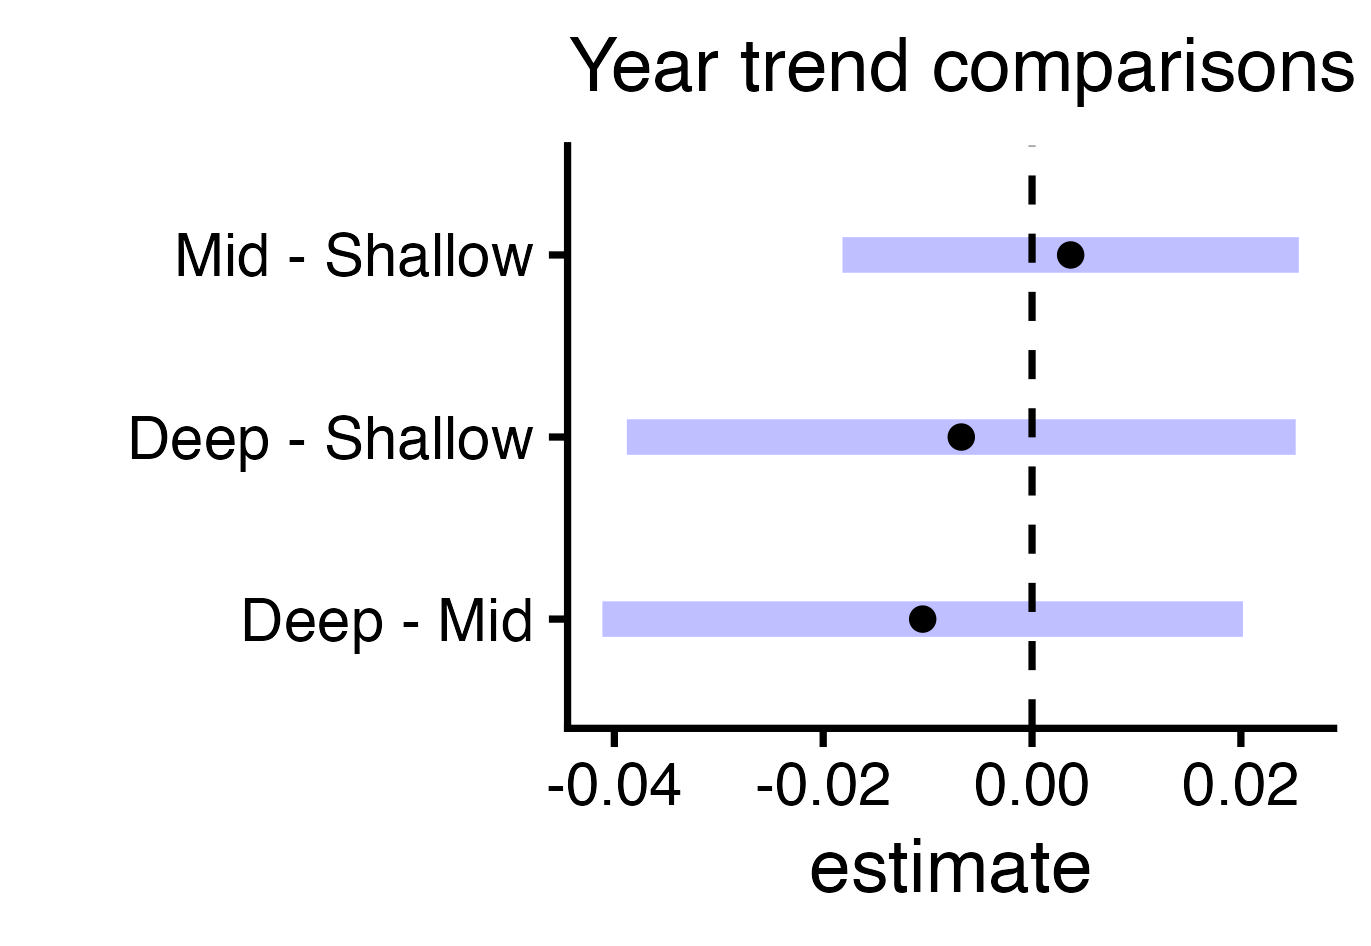 Year trend comparisons
Mid - Shallow
Deep - Shallow
Deep - Mid
-0.04 -0.02 0.00 0.02
estimate